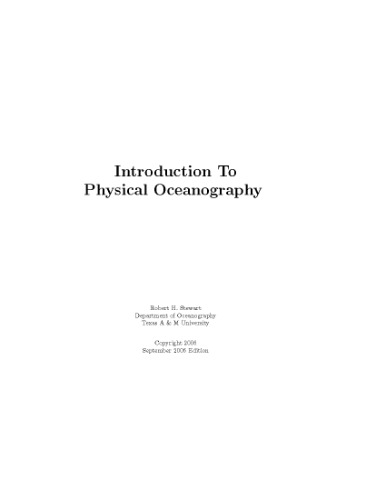 Introduction To
Physical Oceanography
Robert H. Stewart
Department of Oceanography
Texas A & M University
Copyright 2008
September 2008 Edition